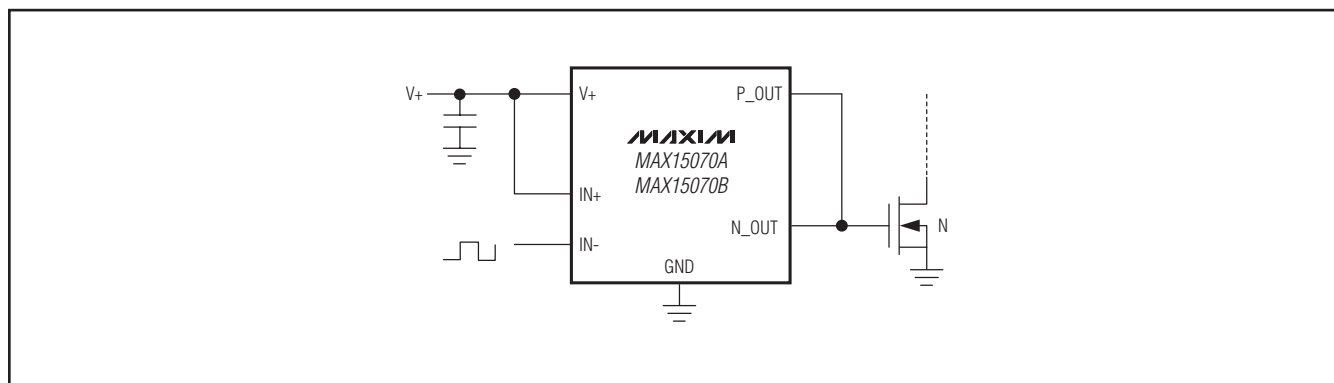 V+
V+
P_OUT
MAXIM
MAX15070A
MAX15070B
IN+
N_OUT
N
IN-
GND